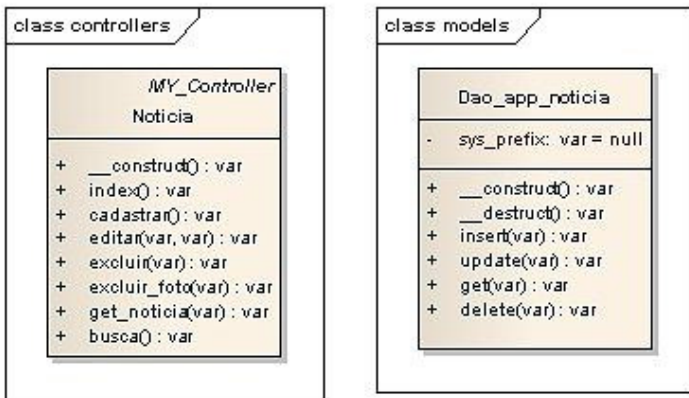 class controllers
MY_Controller
Noticia
+ __construct() : var
+ index() : var
+ cadastrar() : var
+ editar(var, var) : var
+ excluir(var) : var
+ excluir_foto(var) : var
+ get_noticia(var) : var
+ busca() : var
class models
Dao_app_noticia
- sys_prefix: var = null
+ __construct() : var
+ __destruct() : var
+ insert(var) : var
+ update(var) : var
+ get(var) : var
+ delete(var) : var